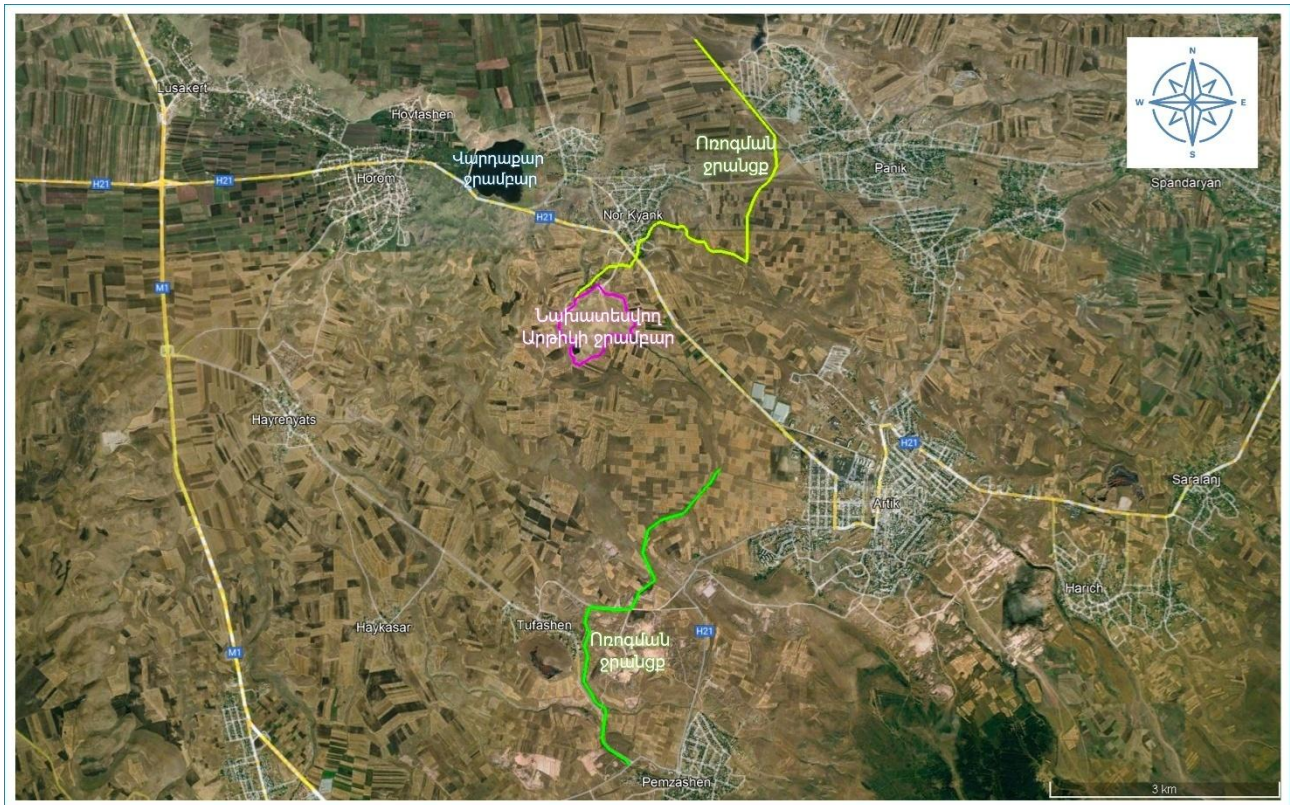 N
W
E
S
Lusakert
Hovtashen
Վարդաքար
ջրամբար
Horom
H21
H21
H21
Nor Kyank
Ոռոգման
ջրանցք
Panik
Spandaryan
M1
Նախատեսվող
Արթիկի ջրամբար
Hayrenyats
H21
Artik
Saralanj
Harich
Haykasar
Tufashen
Ոռոգման
ջրանցք
H21
M1
Pemzashen
3 km